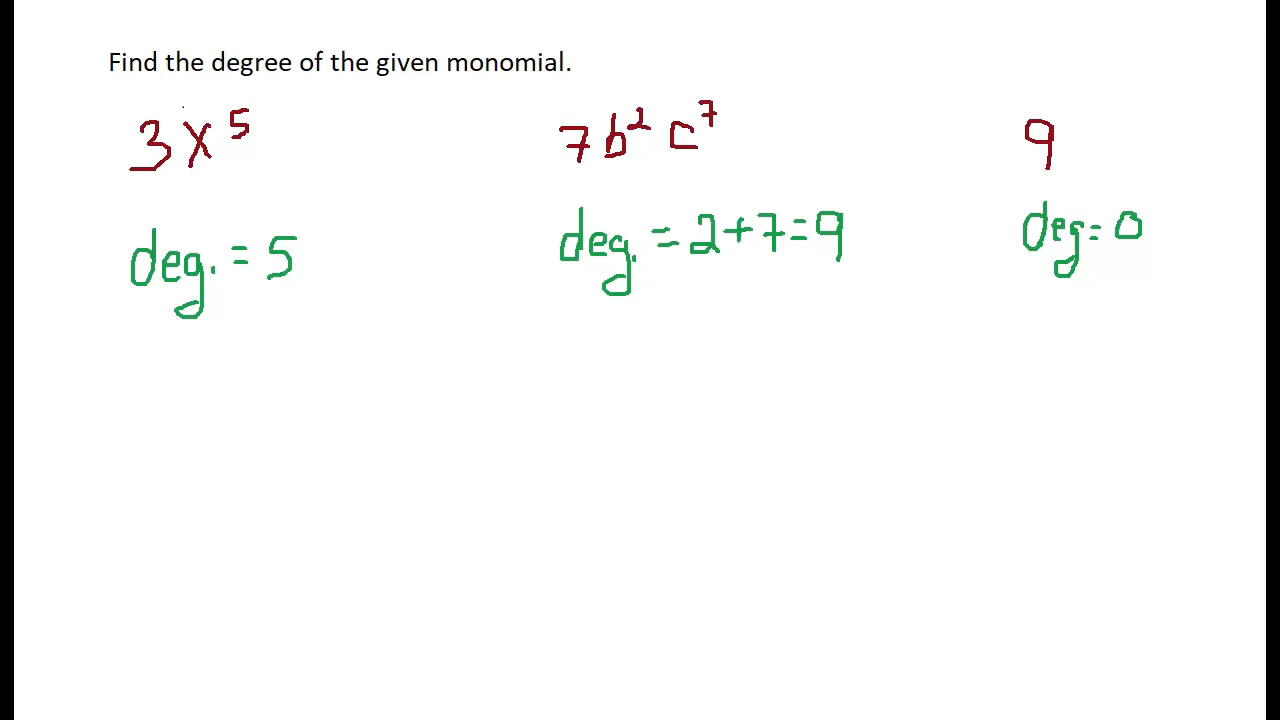 Find the degree of the given monomial.
3x⁵ 7b²c⁷ 9
deg. = 5 deg. = 2+7=9 deg= 0